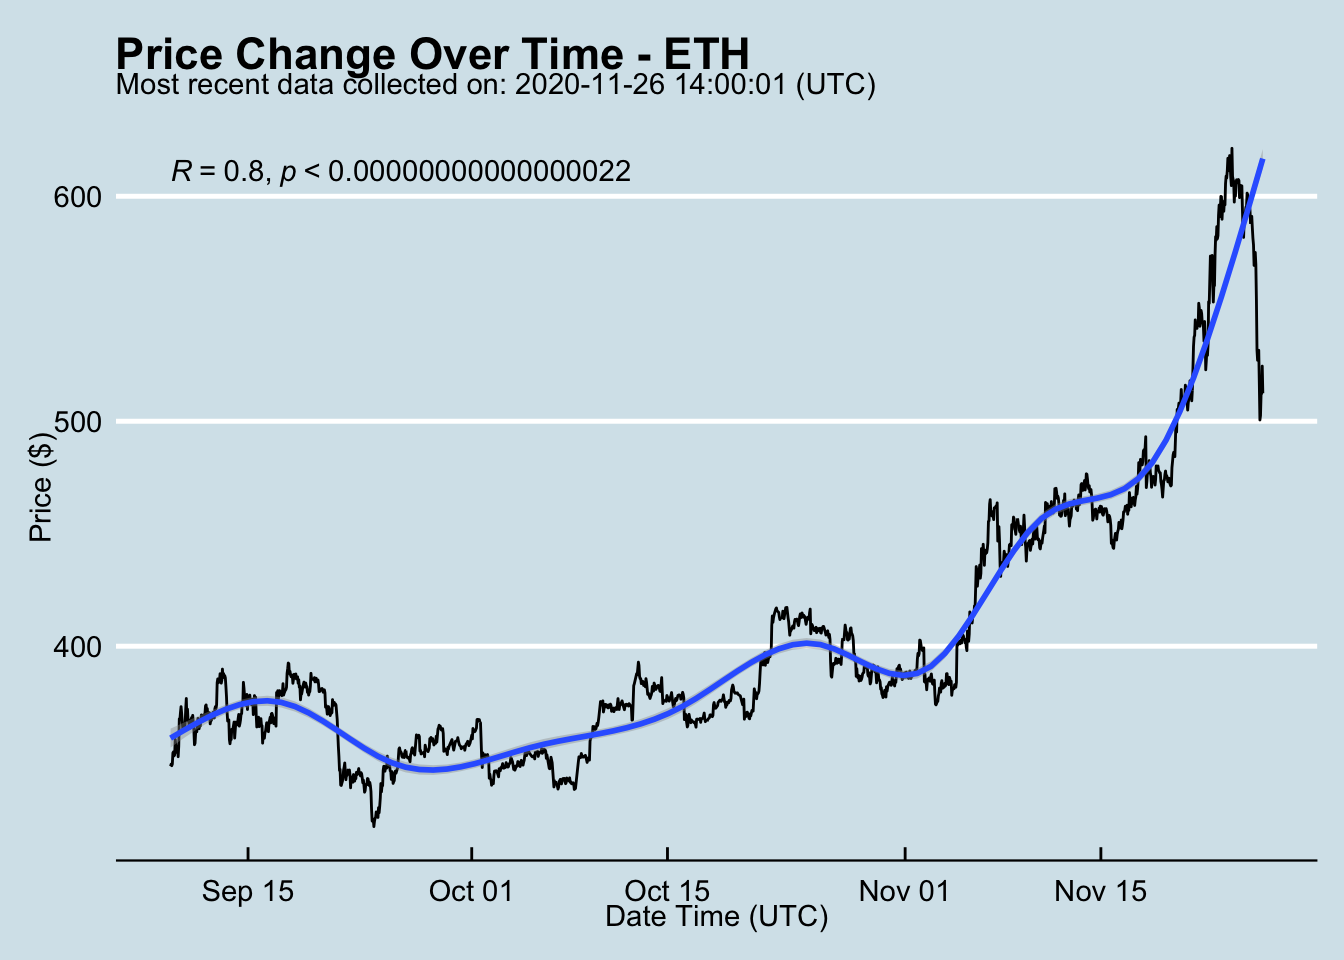 Price Change Over Time - ETH
Most recent data collected on: 2020-11-26 14:00:01 (UTC)
R = 0.8, p < 0.00000000000000022
600
500
400
Price ($)
Sep 15 Oct 01 Oct 15 Nov 01 Nov 15
Date Time (UTC)